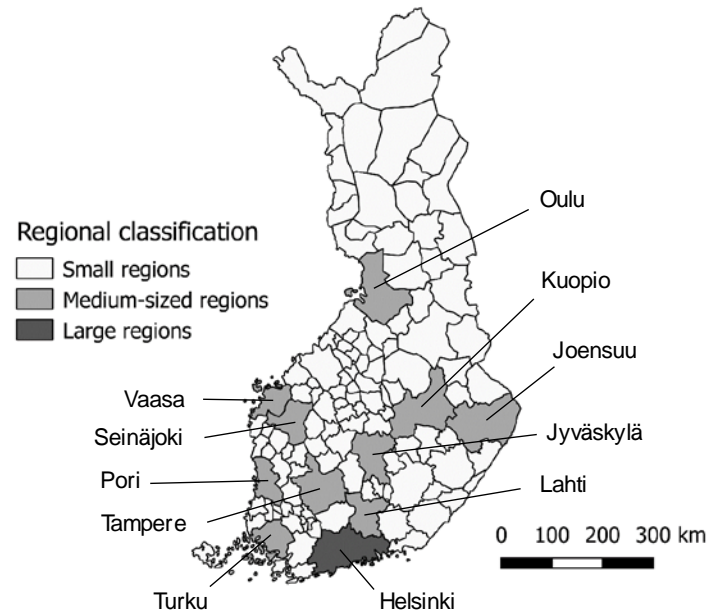 Oulu
Regional classification
Small regions
Kuopio
Medium-sized regions
Large regions
Joensuu
Vaasa
Seinäjoki
Jyväskylä
Pori
Lahti
Tampere
0 100 200 300 km
Turku
Helsinki